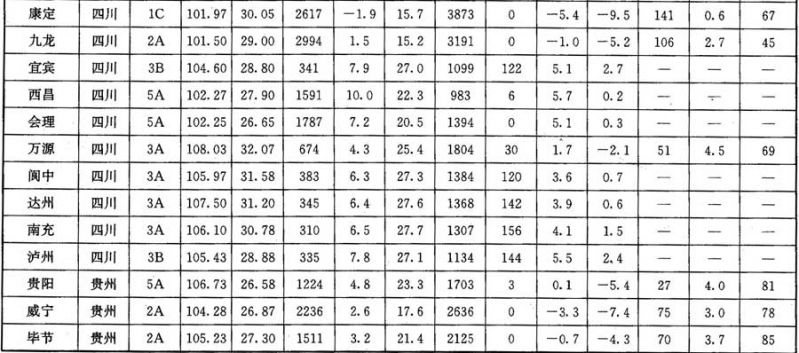 康定 四川 1C 101.97 30.05 2617 −1.9 15.7 3873 0 −5.4 −9.5 141 0.6 67
九龙 四川 2A 101.50 29.00 2994 1.5 15.2 3191 0 −1.0 −5.2 106 2.7 45
宜宾 四川 3B 104.60 28.80 341 7.9 27.0 1099 122 5.1 2.7 — — —
西昌 四川 5A 102.27 27.90 1591 10.0 22.3 983 6 5.7 0.2 — — —
会理 四川 5A 102.25 26.65 1787 7.2 20.5 1394 0 5.1 0.3 — — —
万源 四川 3A 108.03 32.07 674 4.3 25.4 1804 30 1.7 −2.1 51 4.5 69
阆中 四川 3A 105.97 31.58 383 6.3 27.3 1384 120 3.6 0.7 — — —
达州 四川 3A 107.50 31.20 345 6.4 27.6 1368 142 3.9 0.6 — — —
南充 四川 3A 106.10 30.78 310 6.5 27.7 1307 156 4.1 1.5 — — —
泸州 四川 3B 105.43 28.88 335 7.8 27.1 1134 144 5.5 2.4 — — —
贵阳 贵州 5A 106.73 26.58 1224 4.8 23.3 1703 3 0.1 −5.4 27 4.0 81
威宁 贵州 2A 104.28 26.87 2236 2.6 17.6 2636 0 −3.3 −7.4 75 3.0 78
毕节 贵州 2A 105.23 27.30 1511 3.2 21.4 2125 0 −0.7 −4.3 70 3.7 85